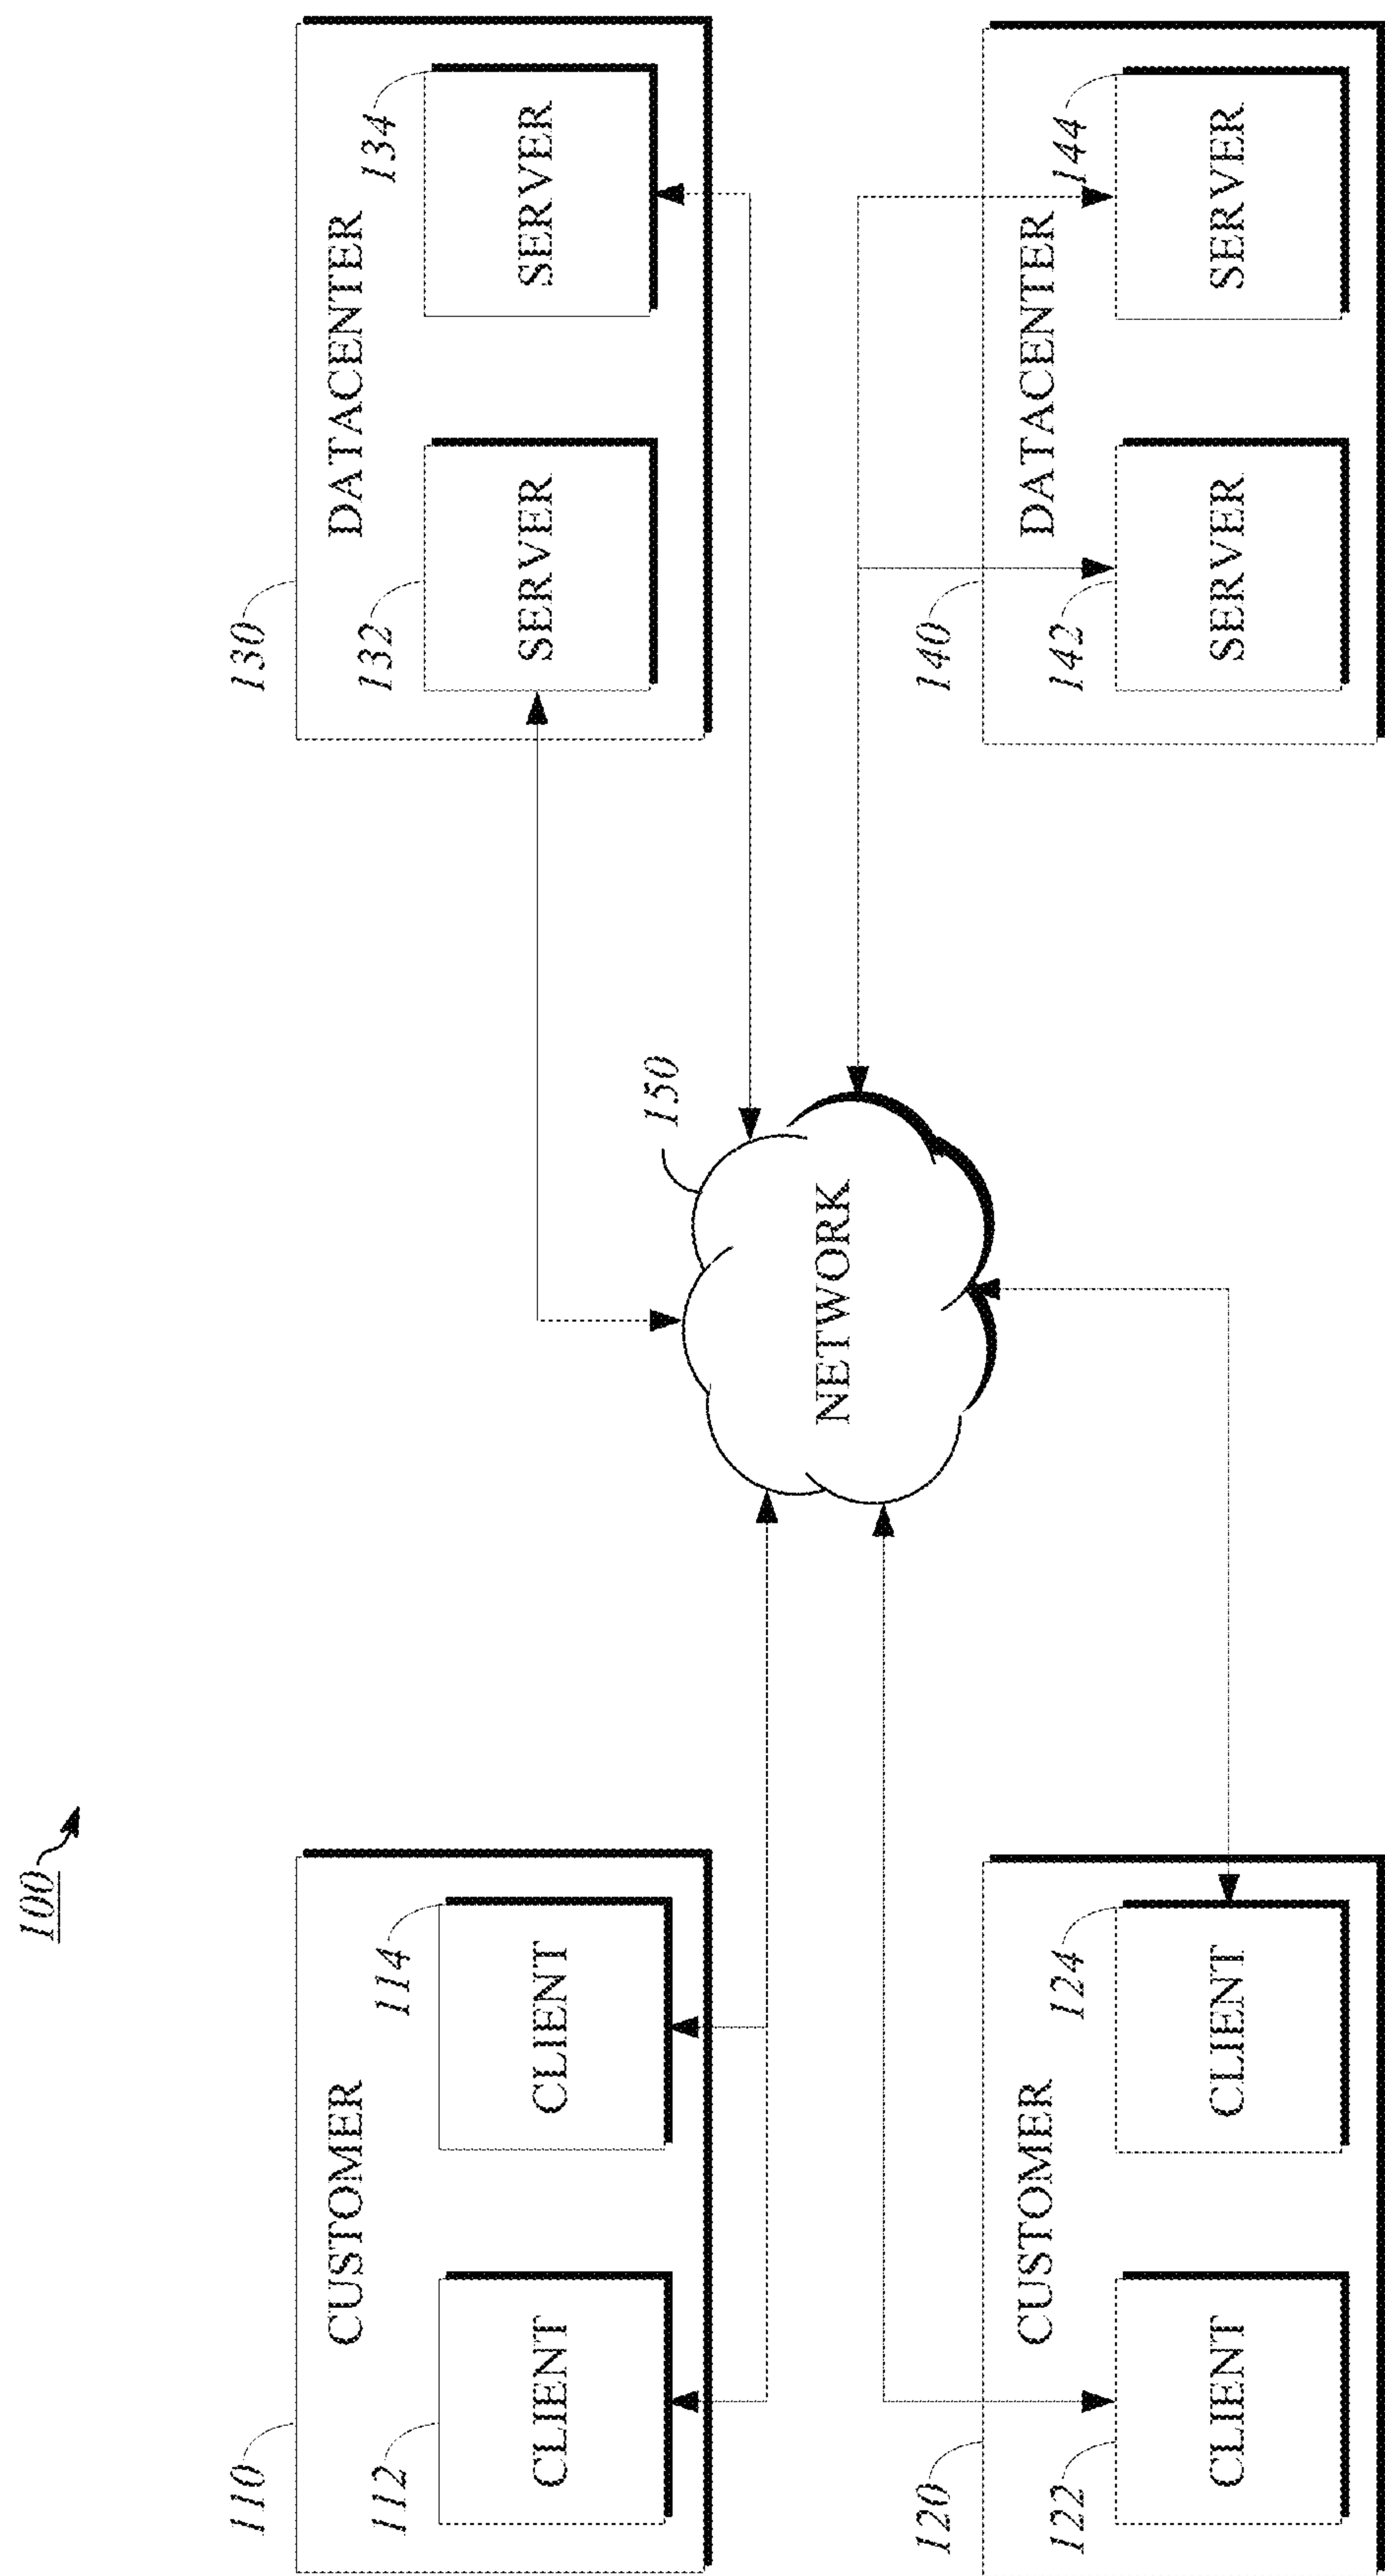 100
110
CUSTOMER
112
CLIENT
114
CLIENT
130
DATACENTER
132
SERVER
134
SERVER
150
NETWORK
120
CUSTOMER
122
CLIENT
124
CLIENT
140
DATACENTER
142
SERVER
144
SERVER